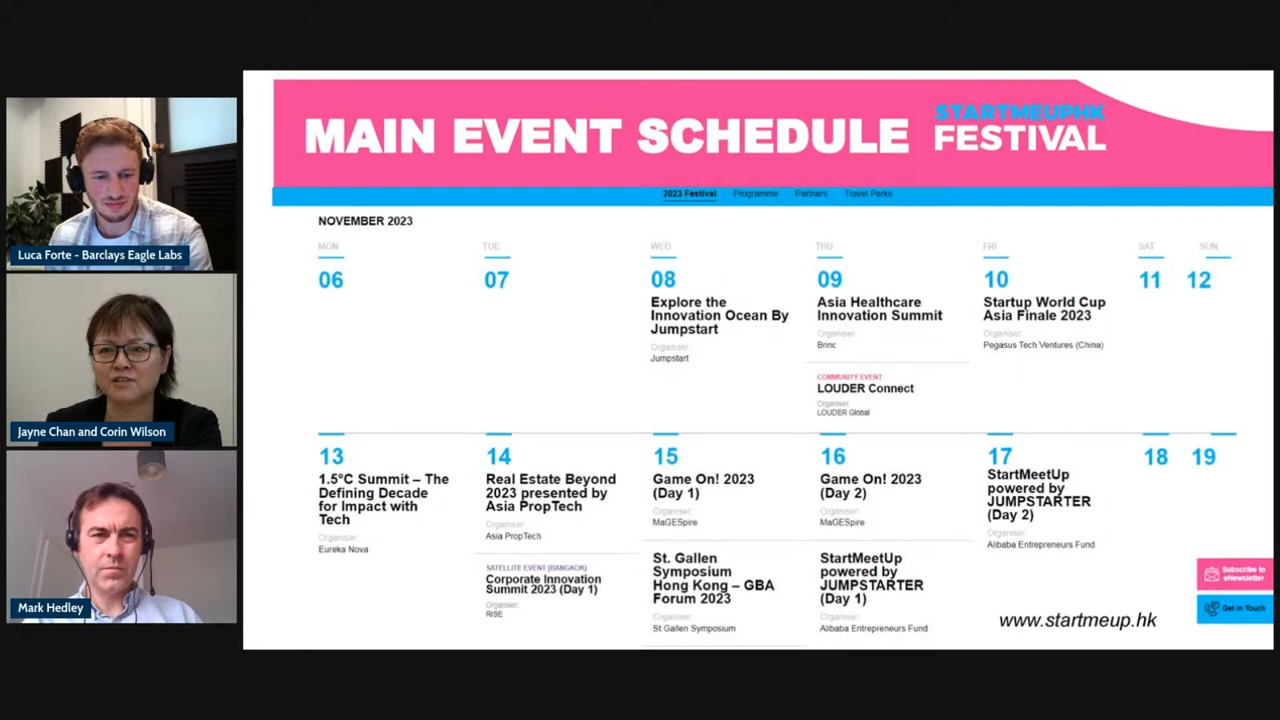 Luca Forte - Barclays Eagle Labs
Jayne Chan and Corin Wilson
Mark Hedley
MAIN EVENT SCHEDULE
STARTMEUPHK
FESTIVAL
2023 Festival Programme Partners Travel Perks
NOVEMBER 2023
MON TUE WED THU FRI SAT SUN
06 07 08 09 10 11 12
Explore the
Innovation Ocean By
Jumpstart
Organiser:
Jumpstart
Asia Healthcare
Innovation Summit
Organiser:
Brinc
COMMUNITY EVENT
LOUDER Connect
Organiser:
LOUDER Global
Startup World Cup
Asia Finale 2023
Organiser:
Pegasus Tech Ventures (China)
13 14 15 16 17 18 19
1.5°C Summit – The
Defining Decade
for Impact with
Tech
Organiser:
Eureka Nova
Real Estate Beyond
2023 presented by
Asia PropTech
Organiser:
Asia PropTech
SATELLITE EVENT (BANGKOK)
Corporate Innovation
Summit 2023 (Day 1)
Organiser:
RISE
Game On! 2023
(Day 1)
Organiser:
MaGESpire
St. Gallen
Symposium
Hong Kong – GBA
Forum 2023
Organiser:
St Gallen Symposium
Game On! 2023
(Day 2)
Organiser:
MaGESpire
StartMeetUp
powered by
JUMPSTARTER
(Day 1)
Organiser:
Alibaba Entrepreneurs Fund
StartMeetUp
powered by
JUMPSTARTER
(Day 2)
Organiser:
Alibaba Entrepreneurs Fund
Subscribe to
eNewsletter
Get in Touch
www.startmeup.hk